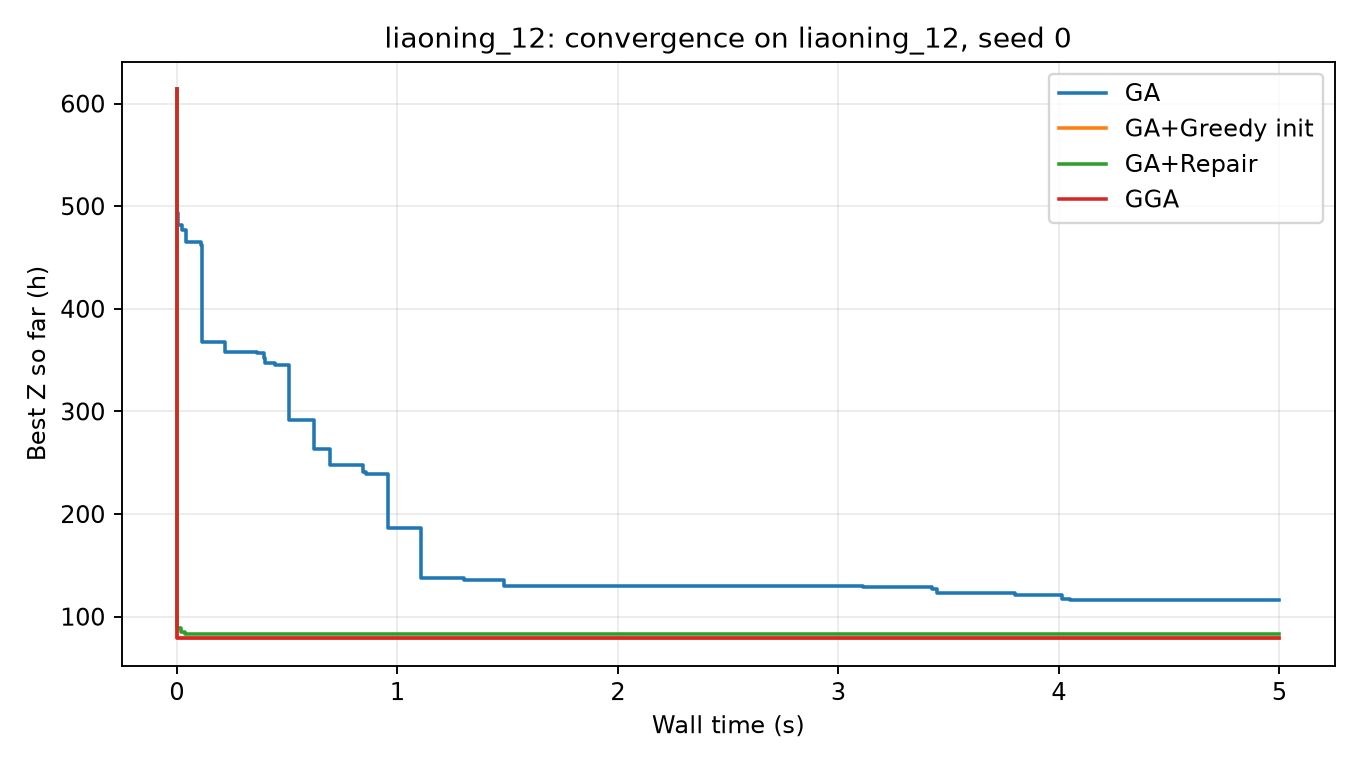 liaoning_12: convergence on liaoning_12, seed 0
GA
GA+Greedy init
GA+Repair
GGA
Best Z so far (h)
600
500
400
300
200
100
0 1 2 3 4 5
Wall time (s)